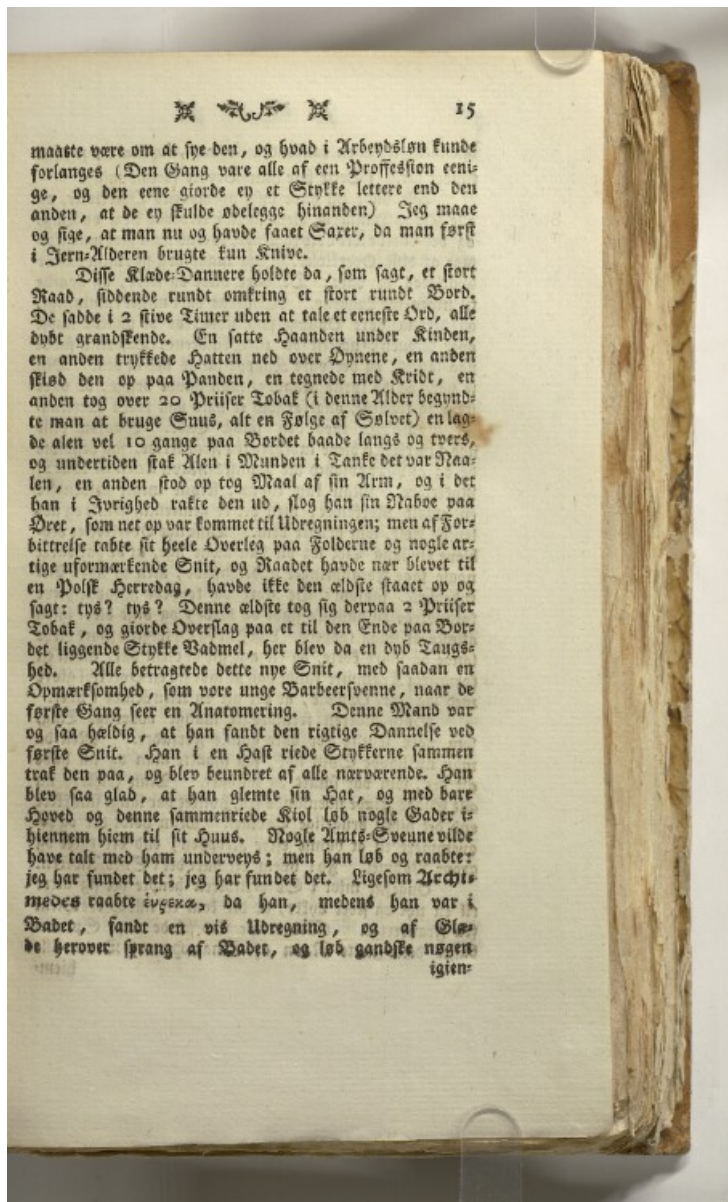 15
maatte være om at sye den, og hvad i Arbeydsløn kunde
forlanges (Den Gang vare alle af een Proffession eeni-
ge, og den eene giorde ey et Stykke lettere end den
anden, at de ey skulde ødelegge hinanden) Jeg maae
og sige, at man nu og havde faaet Saxer, da man først
i Jern-Alderen brugte kun Knive.
Disse Klæde-Dannere holdte da, som sagt, et stort
Raad, siddende rundt omkring et stort rundt Bord.
De sadde i 2 stive Timer uden at tale et eeneste Ord, alle
dybt grandskende. En satte Haanden under Kinden,
en anden trykkede Hatten ned over Øynene, en anden
skiød den op paa Panden, en tegnede med Kridt, en
anden tog over 20 Priiser Tobak (i denne Alder begynd-
te man at bruge Snus, alt en Følge af Sølvet) en lag-
de alen vel 10 gange paa Bordet baade langs og tvers,
og undertiden stak Alen i Munden i Tanke det var Naa-
len, en anden stod op tog Maal af sin Arm, og i det
han i Ivrighed rakte den ud, slog han sin Naboe paa
Øret, som net op var kommet til Udregningen; men af For-
bittrelse tabte sit heele Overleg paa Folderne og nogle ar-
tige uformærkende Snit, og Raadet havde nær blevet til
en Polsk Herredag, havde ikke den ældste staaet op og
sagt: tys? tys? Denne ældste tog sig derpaa 2 Priiser
Tobak, og giorde Overslag paa et til den Ende paa Bor-
det liggende Stykke Vadmel, her blev da en dyb Taugs-
hed. Alle betragtede dette nye Snit, med saadan en
Opmærksomhed, som vore unge Barbeersvenne, naar de
første Gang seer en Anatomering. Denne Mand var
og saa hældig, at han fandt den rigtige Dannelse ved
første Snit. Han i en Hast riede Stykkerne sammen
trak den paa, og blev beundret af alle nærværende. Han
blev saa glad, at han glemte sin Hat, og med bare
Hoved og denne sammenriede Kiol løb nogle Gader i-
hiennem hiem til sit Huus. Nogle Amts-Sveune vilde
have talt med ham underveys; men han løb og raabte:
jeg har fundet det; jeg har fundet det. Ligesom Archi-
medes raabte ἑύρεκα, da han, medens han var i
Badet, fandt en vis Udregning, og af Glæ-
de herover sprang af Badet, og løb gandske nøgen
igien-